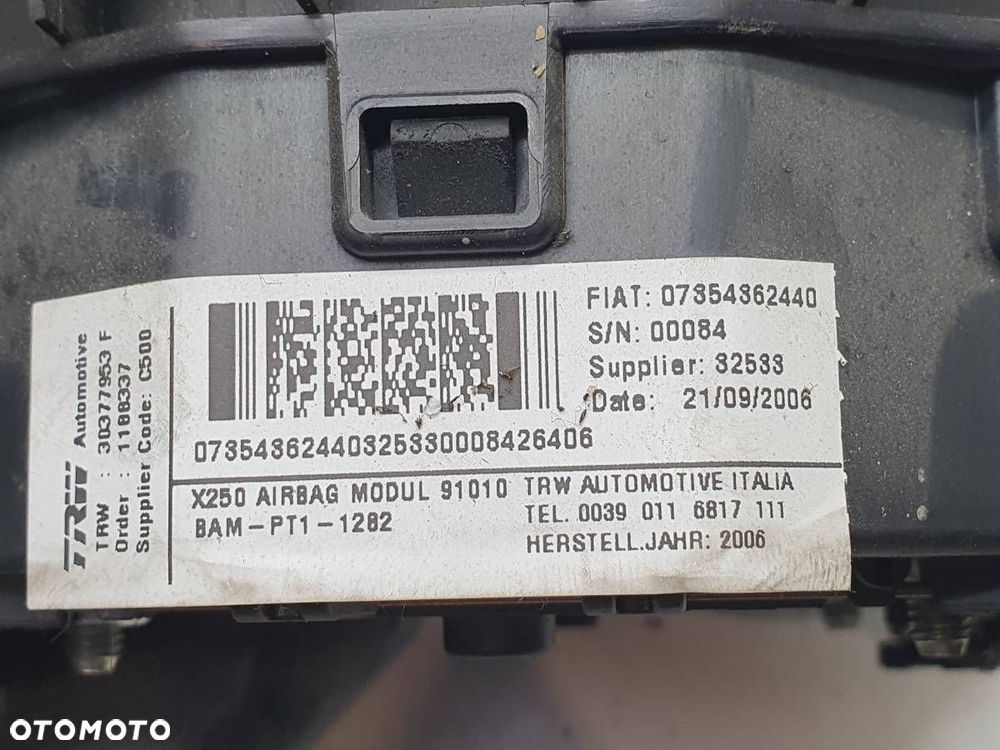 TRW Automotive
TRW : 30377953 F
Order : 1188337
Supplier Code: C500
FIAT: 07354362440
S/N: 00084
Supplier: 32533
Date: 21/09/2006
07354362440325330008426406
X250 AIRBAG MODUL 91010
BAM-PT1-1282
TRW AUTOMOTIVE ITALIA
TEL. 0039 011 6817 111
HERSTELL.JAHR: 2006
OTOMOTO